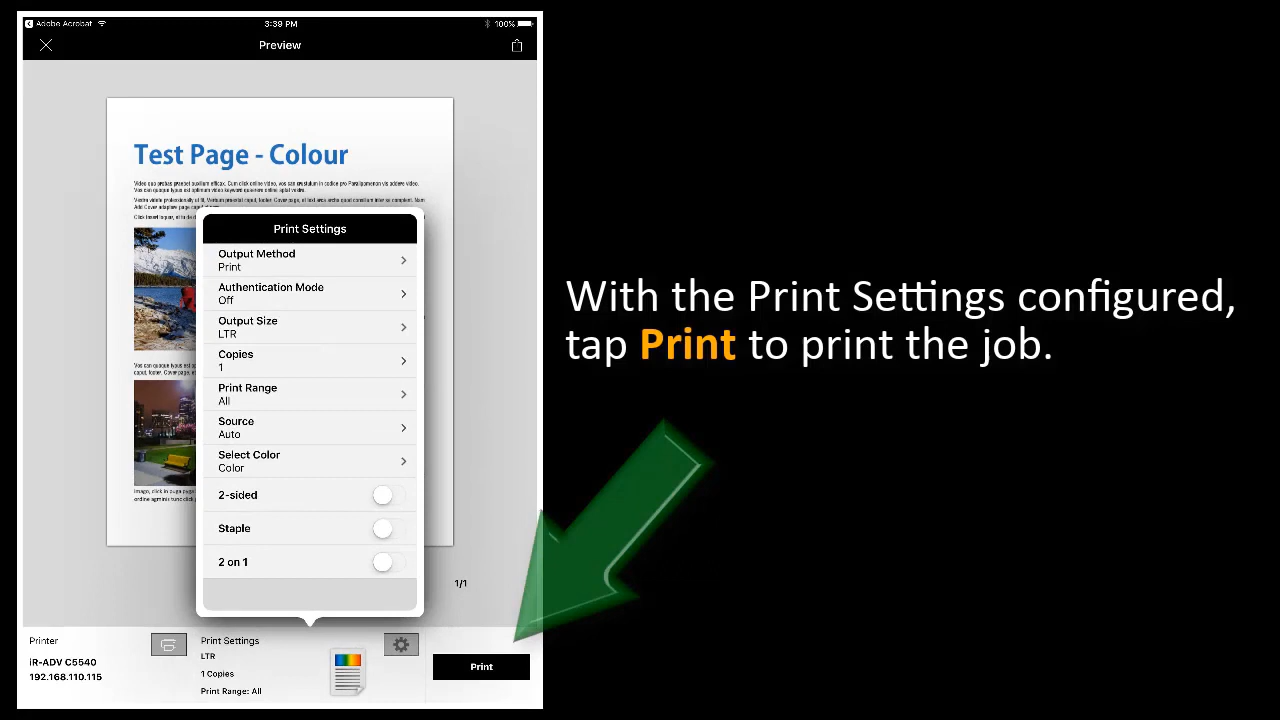 Adobe Acrobat
3:39 PM
100%
Preview
Test Page - Colour
Print Settings
Output Method
Print
Authentication Mode
Off
Output Size
LTR
Copies
1
Print Range
All
Source
Auto
Select Color
Color
2-sided
Staple
2 on 1
1/1
Printer
iR-ADV C5540
192.168.110.115
Print Settings
LTR
1 Copies
Print Range: All
Print
With the Print Settings configured,
tap Print to print the job.